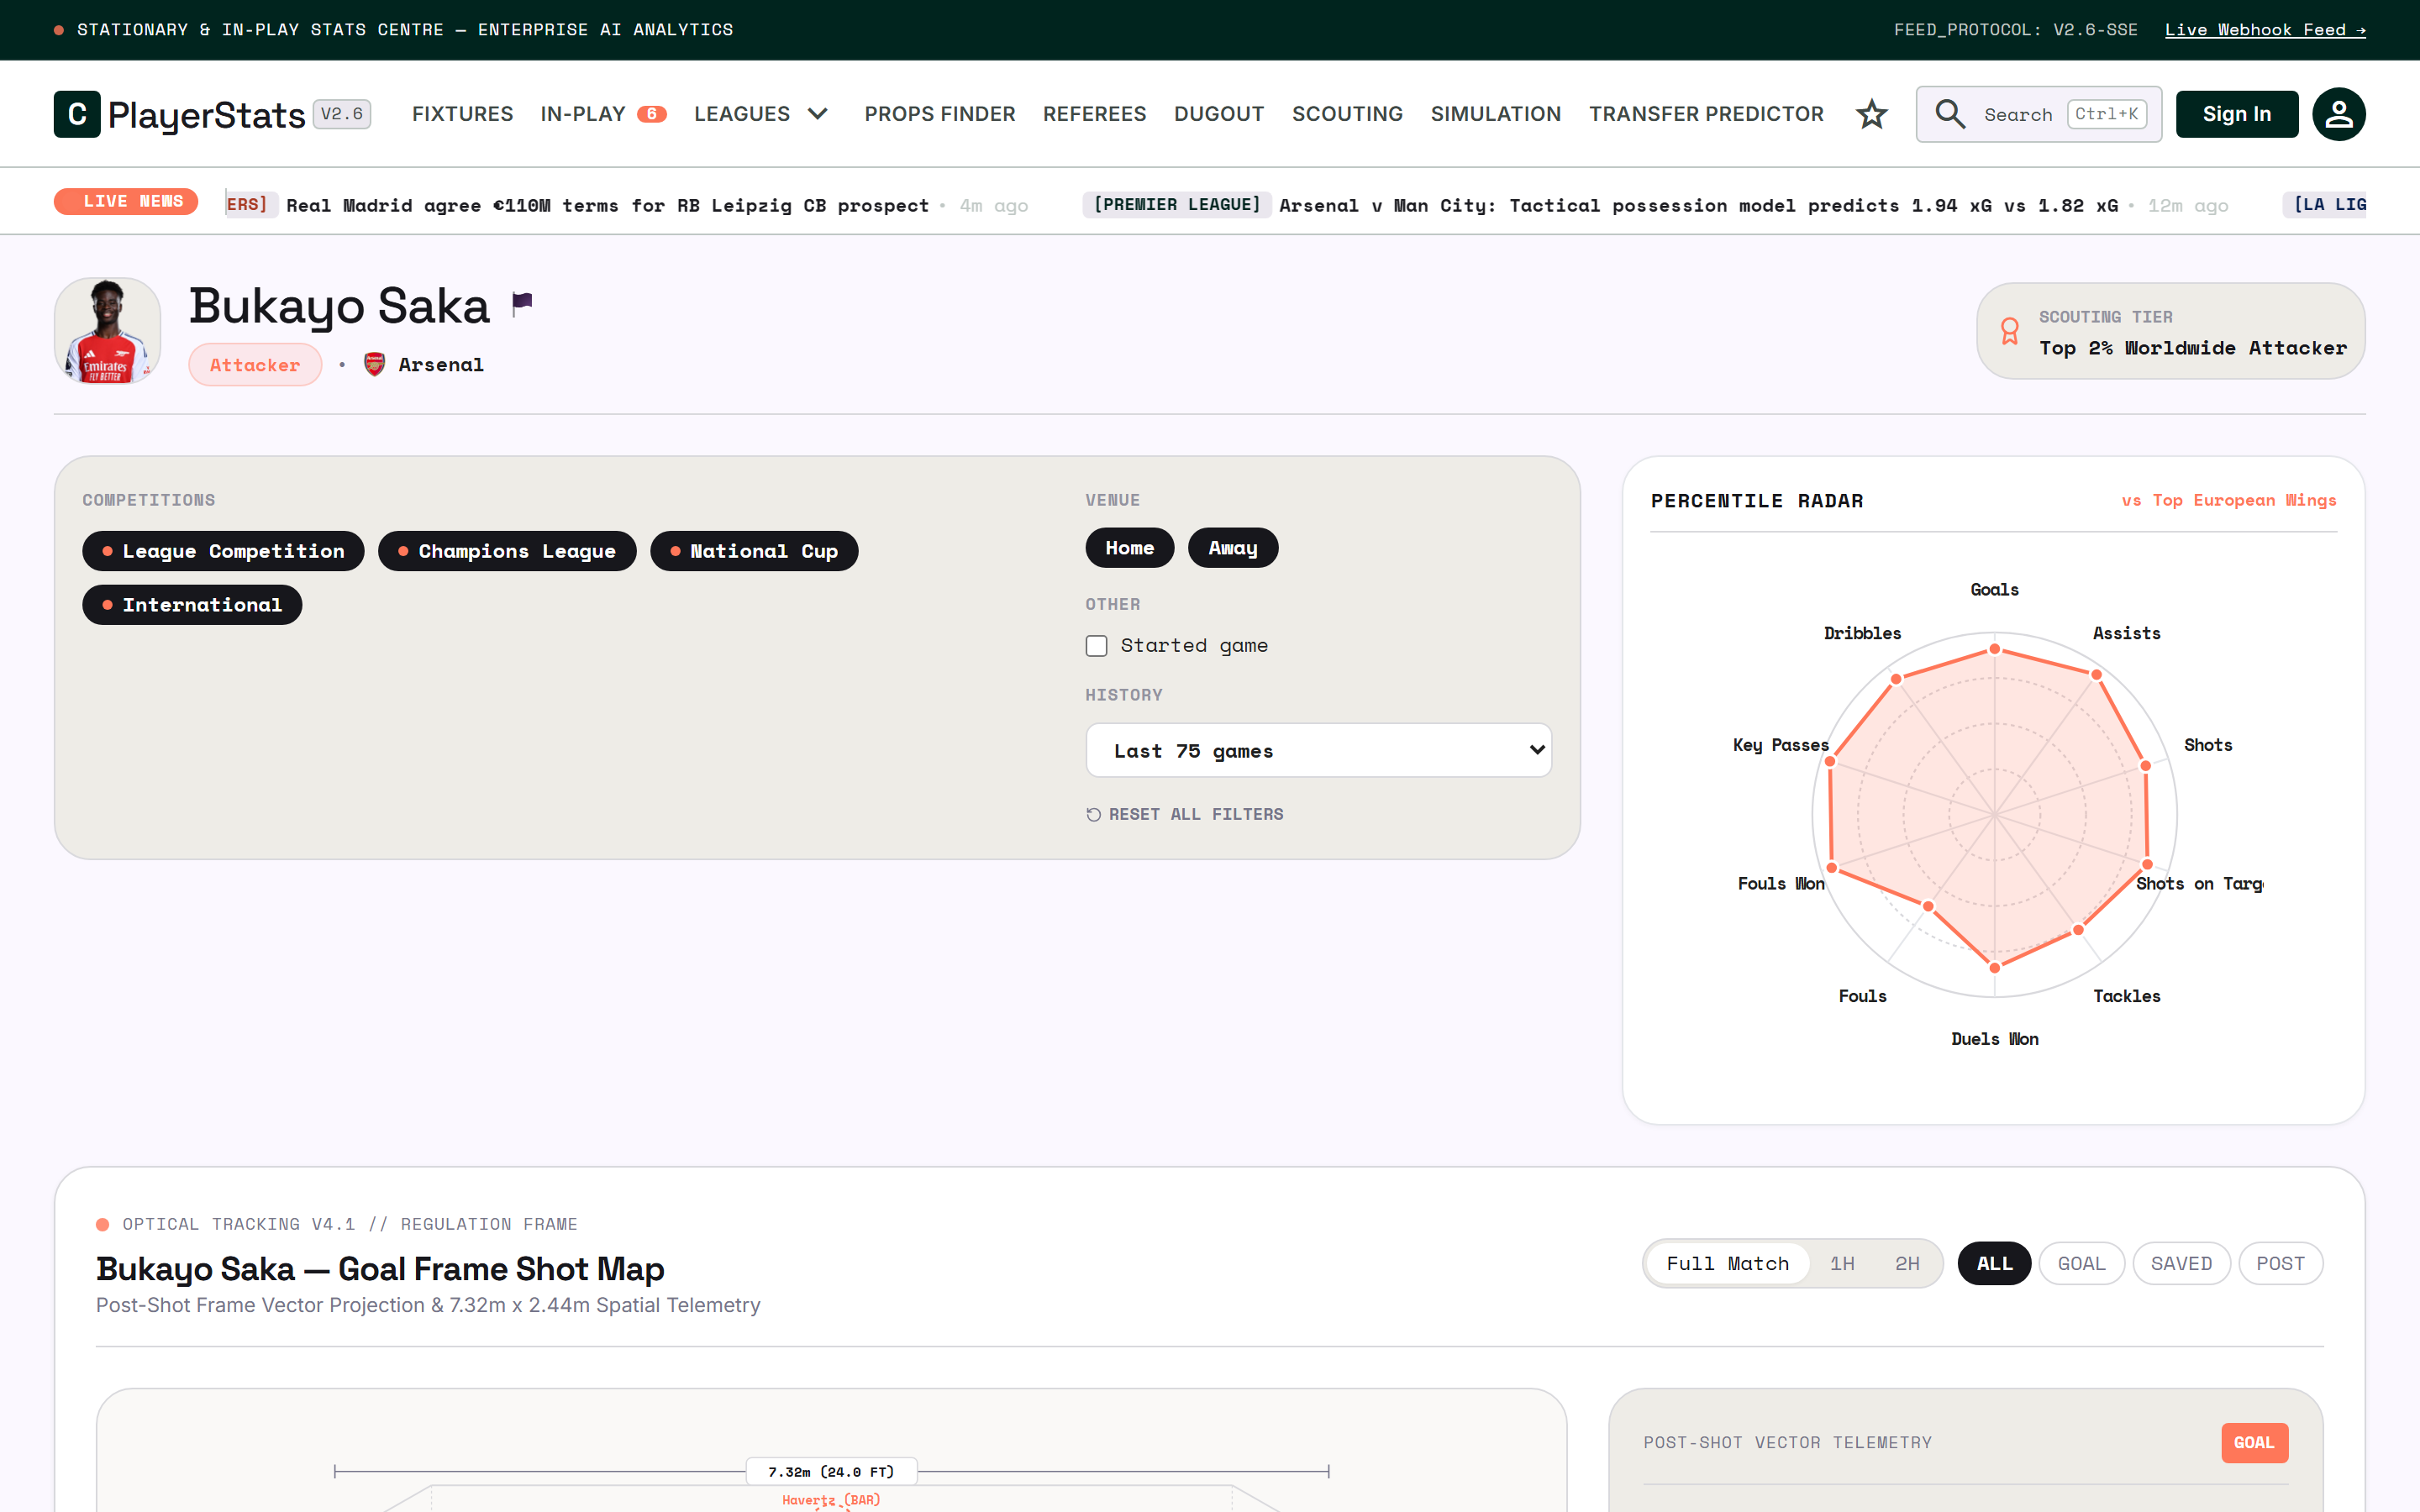 STATIONARY & IN-PLAY STATS CENTRE — ENTERPRISE AI ANALYTICS
FEED_PROTOCOL: V2.6-SSE Live Webhook Feed →
C PlayerStats V2.6 FIXTURES IN-PLAY 6 LEAGUES PROPS FINDER REFEREES DUGOUT SCOUTING SIMULATION TRANSFER PREDICTOR Search Ctrl+K Sign In
LIVE NEWS ERS] Real Madrid agree €110M terms for RB Leipzig CB prospect • 4m ago [PREMIER LEAGUE] Arsenal v Man City: Tactical possession model predicts 1.94 xG vs 1.82 xG • 12m ago [LA LIG
Bukayo Saka
Attacker • Arsenal
Emirates
FLY BETTER
SCOUTING TIER
Top 2% Worldwide Attacker
COMPETITIONS
League Competition Champions League National Cup
International
VENUE
Home Away
OTHER
Started game
HISTORY
Last 75 games
RESET ALL FILTERS
PERCENTILE RADAR vs Top European Wings
Goals
Dribbles Assists
Key Passes Shots
Fouls Won Shots on Targ
Fouls Tackles
Duels Won
OPTICAL TRACKING V4.1 // REGULATION FRAME
Bukayo Saka — Goal Frame Shot Map
Post-Shot Frame Vector Projection & 7.32m x 2.44m Spatial Telemetry
Full Match 1H 2H ALL GOAL SAVED POST
7.32m (24.0 FT)
Havertz (BAR)
POST-SHOT VECTOR TELEMETRY GOAL